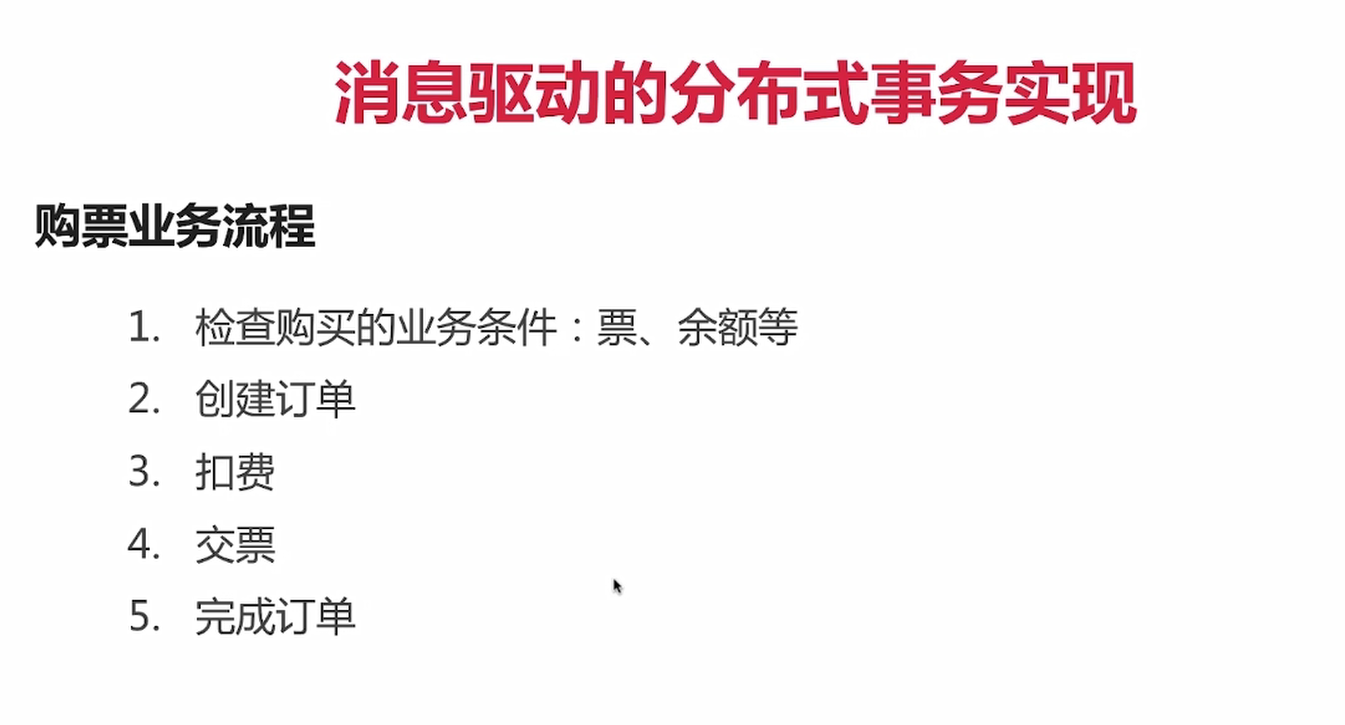 消息驱动的分布式事务实现
购票业务流程
1. 检查购买的业务条件：票、余额等
2. 创建订单
3. 扣费
4. 交票
5. 完成订单